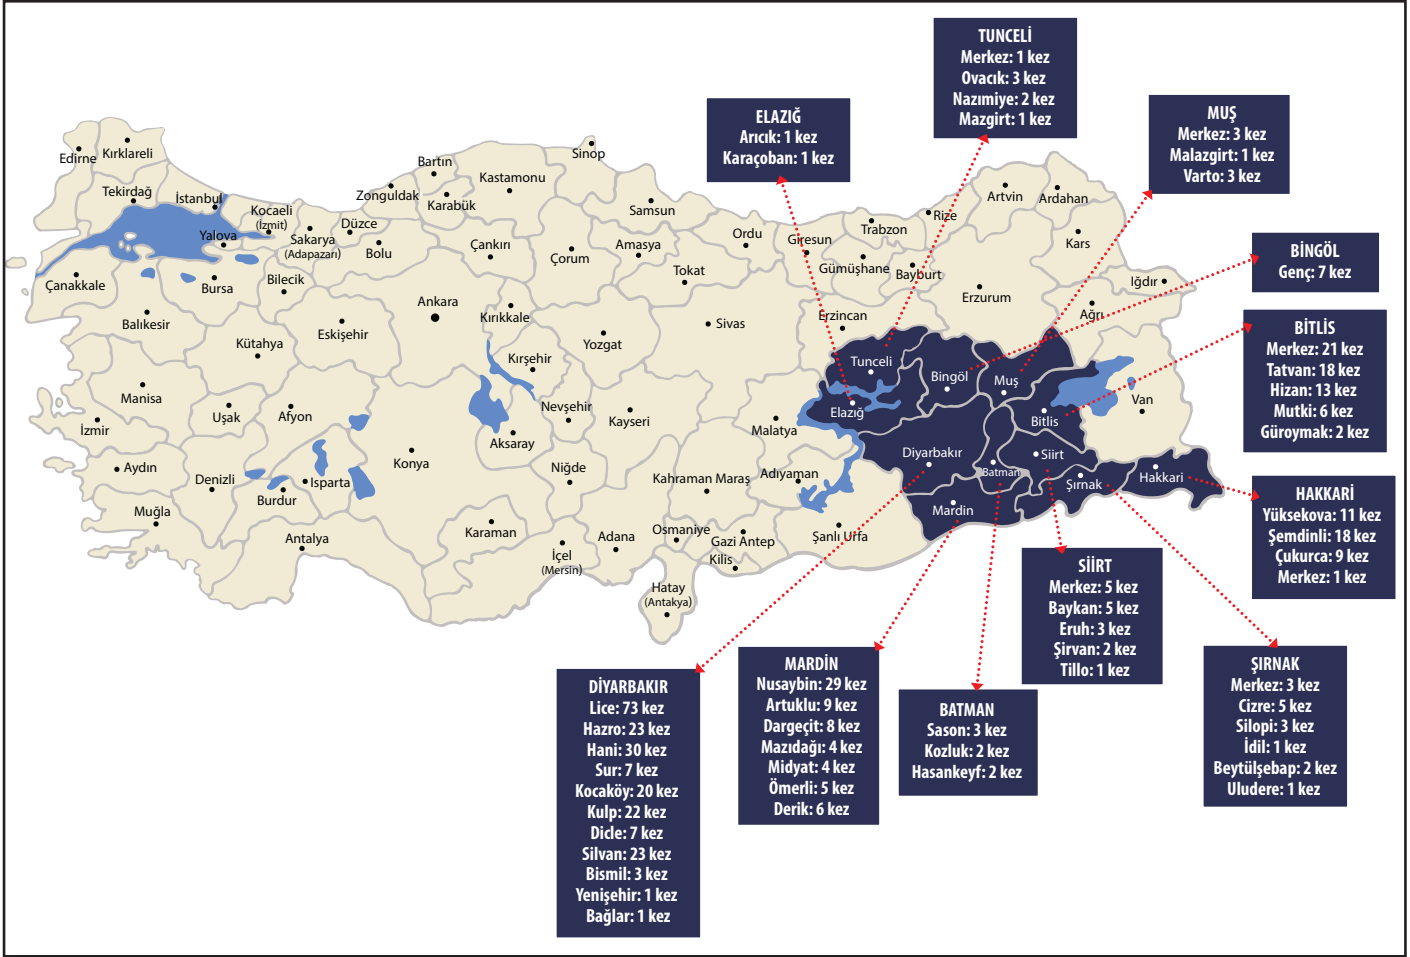 TUNCELİ
Merkez: 1 kez
Ovacık: 3 kez
Nazımiye: 2 kez
Mazgirt: 1 kez
ELAZIĞ
Arıcık: 1 kez
Karaçoban: 1 kez
MUŞ
Merkez: 3 kez
Malazgirt: 1 kez
Varto: 3 kez
BİNGÖL
Genç: 7 kez
BİTLİS
Merkez: 21 kez
Tatvan: 18 kez
Hizan: 13 kez
Mutki: 6 kez
Güroymak: 2 kez
HAKKARİ
Yüksekova: 11 kez
Şemdinli: 18 kez
Çukurca: 9 kez
Merkez: 1 kez
SİİRT
Merkez: 5 kez
Baykan: 5 kez
Eruh: 3 kez
Şirvan: 2 kez
Tillo: 1 kez
ŞIRNAK
Merkez: 3 kez
Cizre: 5 kez
Silopi: 3 kez
İdil: 1 kez
Beytülşebap: 2 kez
Uludere: 1 kez
BATMAN
Sason: 3 kez
Kozluk: 2 kez
Hasankeyf: 2 kez
MARDİN
Nusaybin: 29 kez
Artuklu: 9 kez
Dargeçit: 8 kez
Mazıdağı: 4 kez
Midyat: 4 kez
Ömerli: 5 kez
Derik: 6 kez
DİYARBAKIR
Lice: 73 kez
Hazro: 23 kez
Hani: 30 kez
Sur: 7 kez
Kocaköy: 20 kez
Kulp: 22 kez
Dicle: 7 kez
Silvan: 23 kez
Bismil: 3 kez
Yenişehir: 1 kez
Bağlar: 1 kez
Edirne
Kırklareli
Tekirdağ
İstanbul
Kocaeli
(İzmit)
Yalova
Sakarya
(Adapazarı)
Düzce
Bolu
Zonguldak
Bartın
Karabük
Kastamonu
Sinop
Samsun
Çankırı
Çorum
Amasya
Tokat
Ordu
Giresun
Trabzon
Rize
Artvin
Ardahan
Kars
Gümüşhane
Bayburt
Erzurum
Iğdır
Ağrı
Erzincan
Sivas
Çanakkale
Bursa
Bilecik
Balıkesir
Kütahya
Eskişehir
Ankara
Kırıkkale
Kırşehir
Yozgat
Manisa
İzmir
Uşak
Afyon
Aydın
Denizli
Burdur
Isparta
Muğla
Antalya
Konya
Aksaray
Nevşehir
Kayseri
Niğde
Karaman
İçel
(Mersin)
Adana
Osmaniye
Kahraman Maraş
Malatya
Adıyaman
Gazi Antep
Kilis
Hatay
(Antakya)
Şanlı Urfa
Tunceli
Bingöl
Muş
Elazığ
Bitlis
Van
Diyarbakır
Batman
Siirt
Şırnak
Hakkari
Mardin